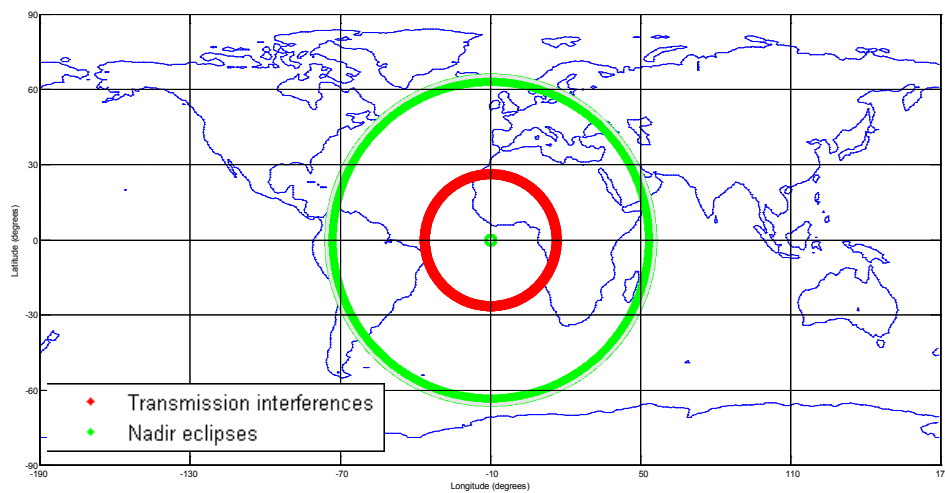 90
60
30
0
-30
-60
-90
Latitude (degrees)
Transmission interferences
Nadir eclipses
-190 -130 -70 -10 50 110 17
Longitude (degrees)